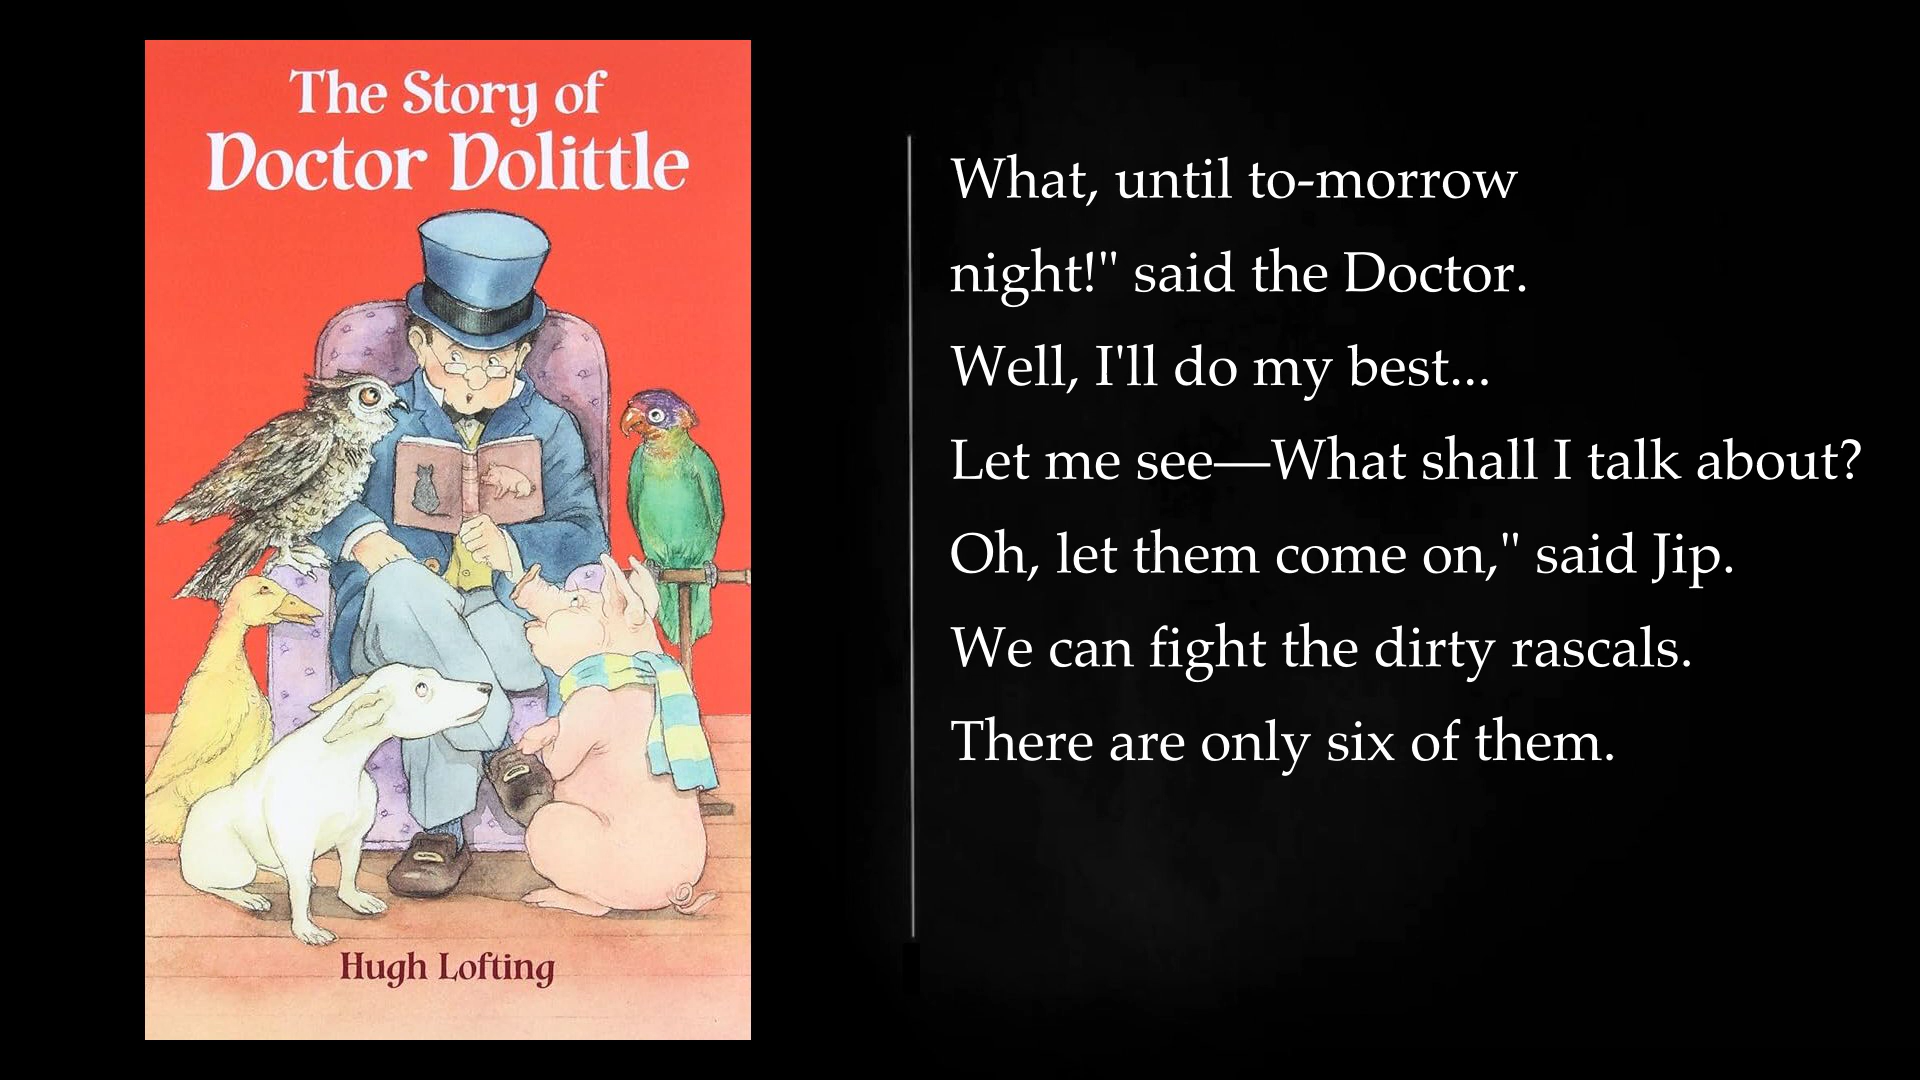 The Story of
Doctor Dolittle
Hugh Lofting
What, until to-morrow
night!" said the Doctor.
Well, I'll do my best...
Let me see—What shall I talk about?
Oh, let them come on," said Jip.
We can fight the dirty rascals.
There are only six of them.